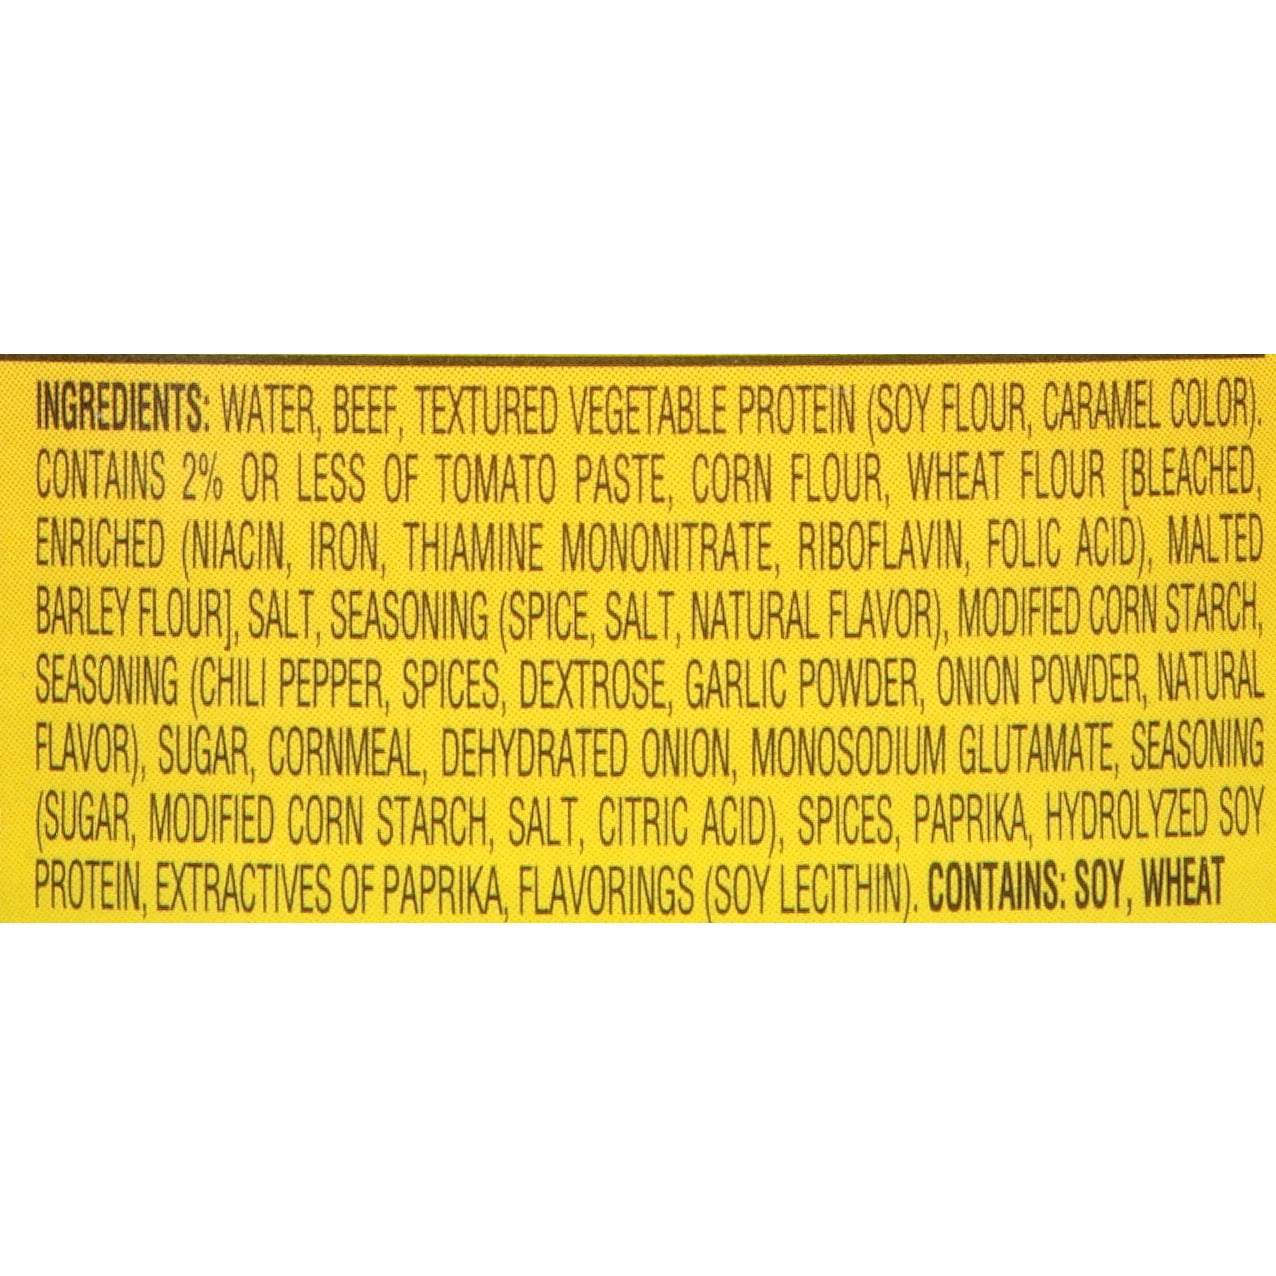 INGREDIENTS: WATER, BEEF, TEXTURED VEGETABLE PROTEIN (SOY FLOUR, CARAMEL COLOR).
CONTAINS 2% OR LESS OF TOMATO PASTE, CORN FLOUR, WHEAT FLOUR [BLEACHED,
ENRICHED (NIACIN, IRON, THIAMINE MONONITRATE, RIBOFLAVIN, FOLIC ACID), MALTED
BARLEY FLOUR], SALT, SEASONING (SPICE, SALT, NATURAL FLAVOR), MODIFIED CORN STARCH,
SEASONING (CHILI PEPPER, SPICES, DEXTROSE, GARLIC POWDER, ONION POWDER, NATURAL
FLAVOR), SUGAR, CORNMEAL, DEHYDRATED ONION, MONOSODIUM GLUTAMATE, SEASONING
(SUGAR, MODIFIED CORN STARCH, SALT, CITRIC ACID), SPICES, PAPRIKA, HYDROLYZED SOY
PROTEIN, EXTRACTIVES OF PAPRIKA, FLAVORINGS (SOY LECITHIN). CONTAINS: SOY, WHEAT